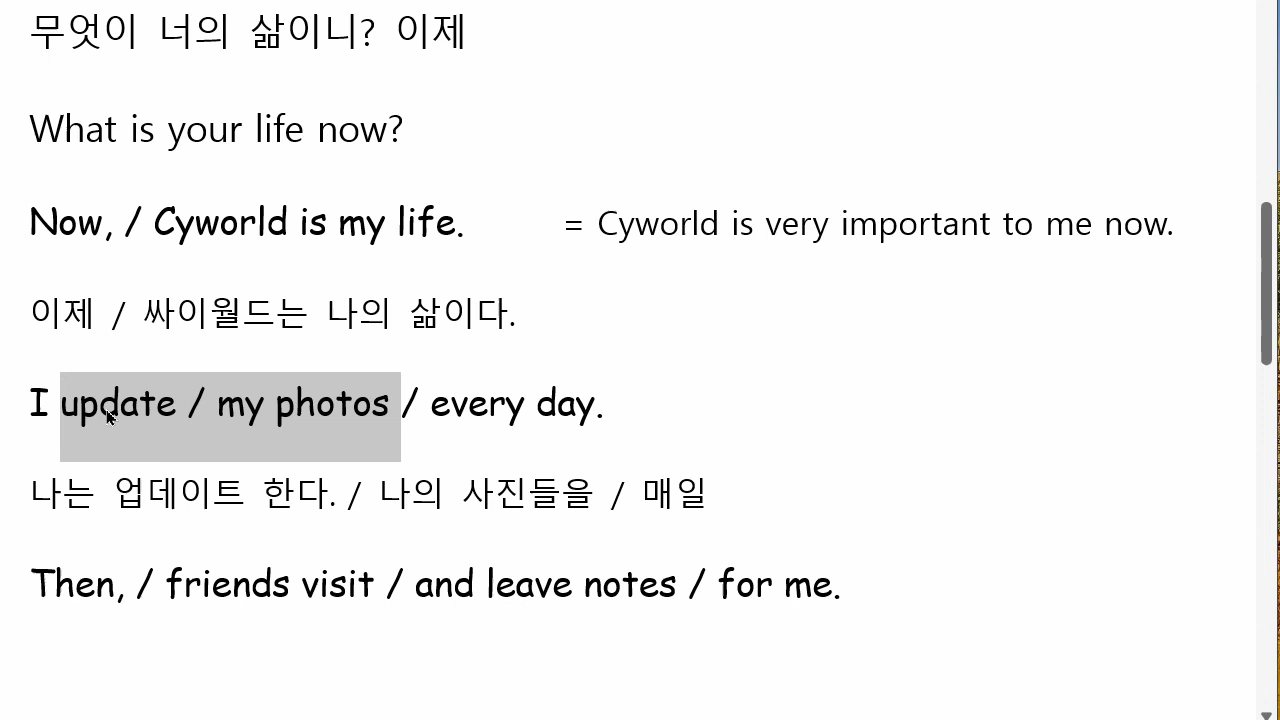 무엇이 너의 삶이니? 이제
What is your life now?
Now, / Cyworld is my life. = Cyworld is very important to me now.
이제 / 싸이월드는 나의 삶이다.
I update / my photos / every day.
나는 업데이트 한다. / 나의 사진들을 / 매일
Then, / friends visit / and leave notes / for me.